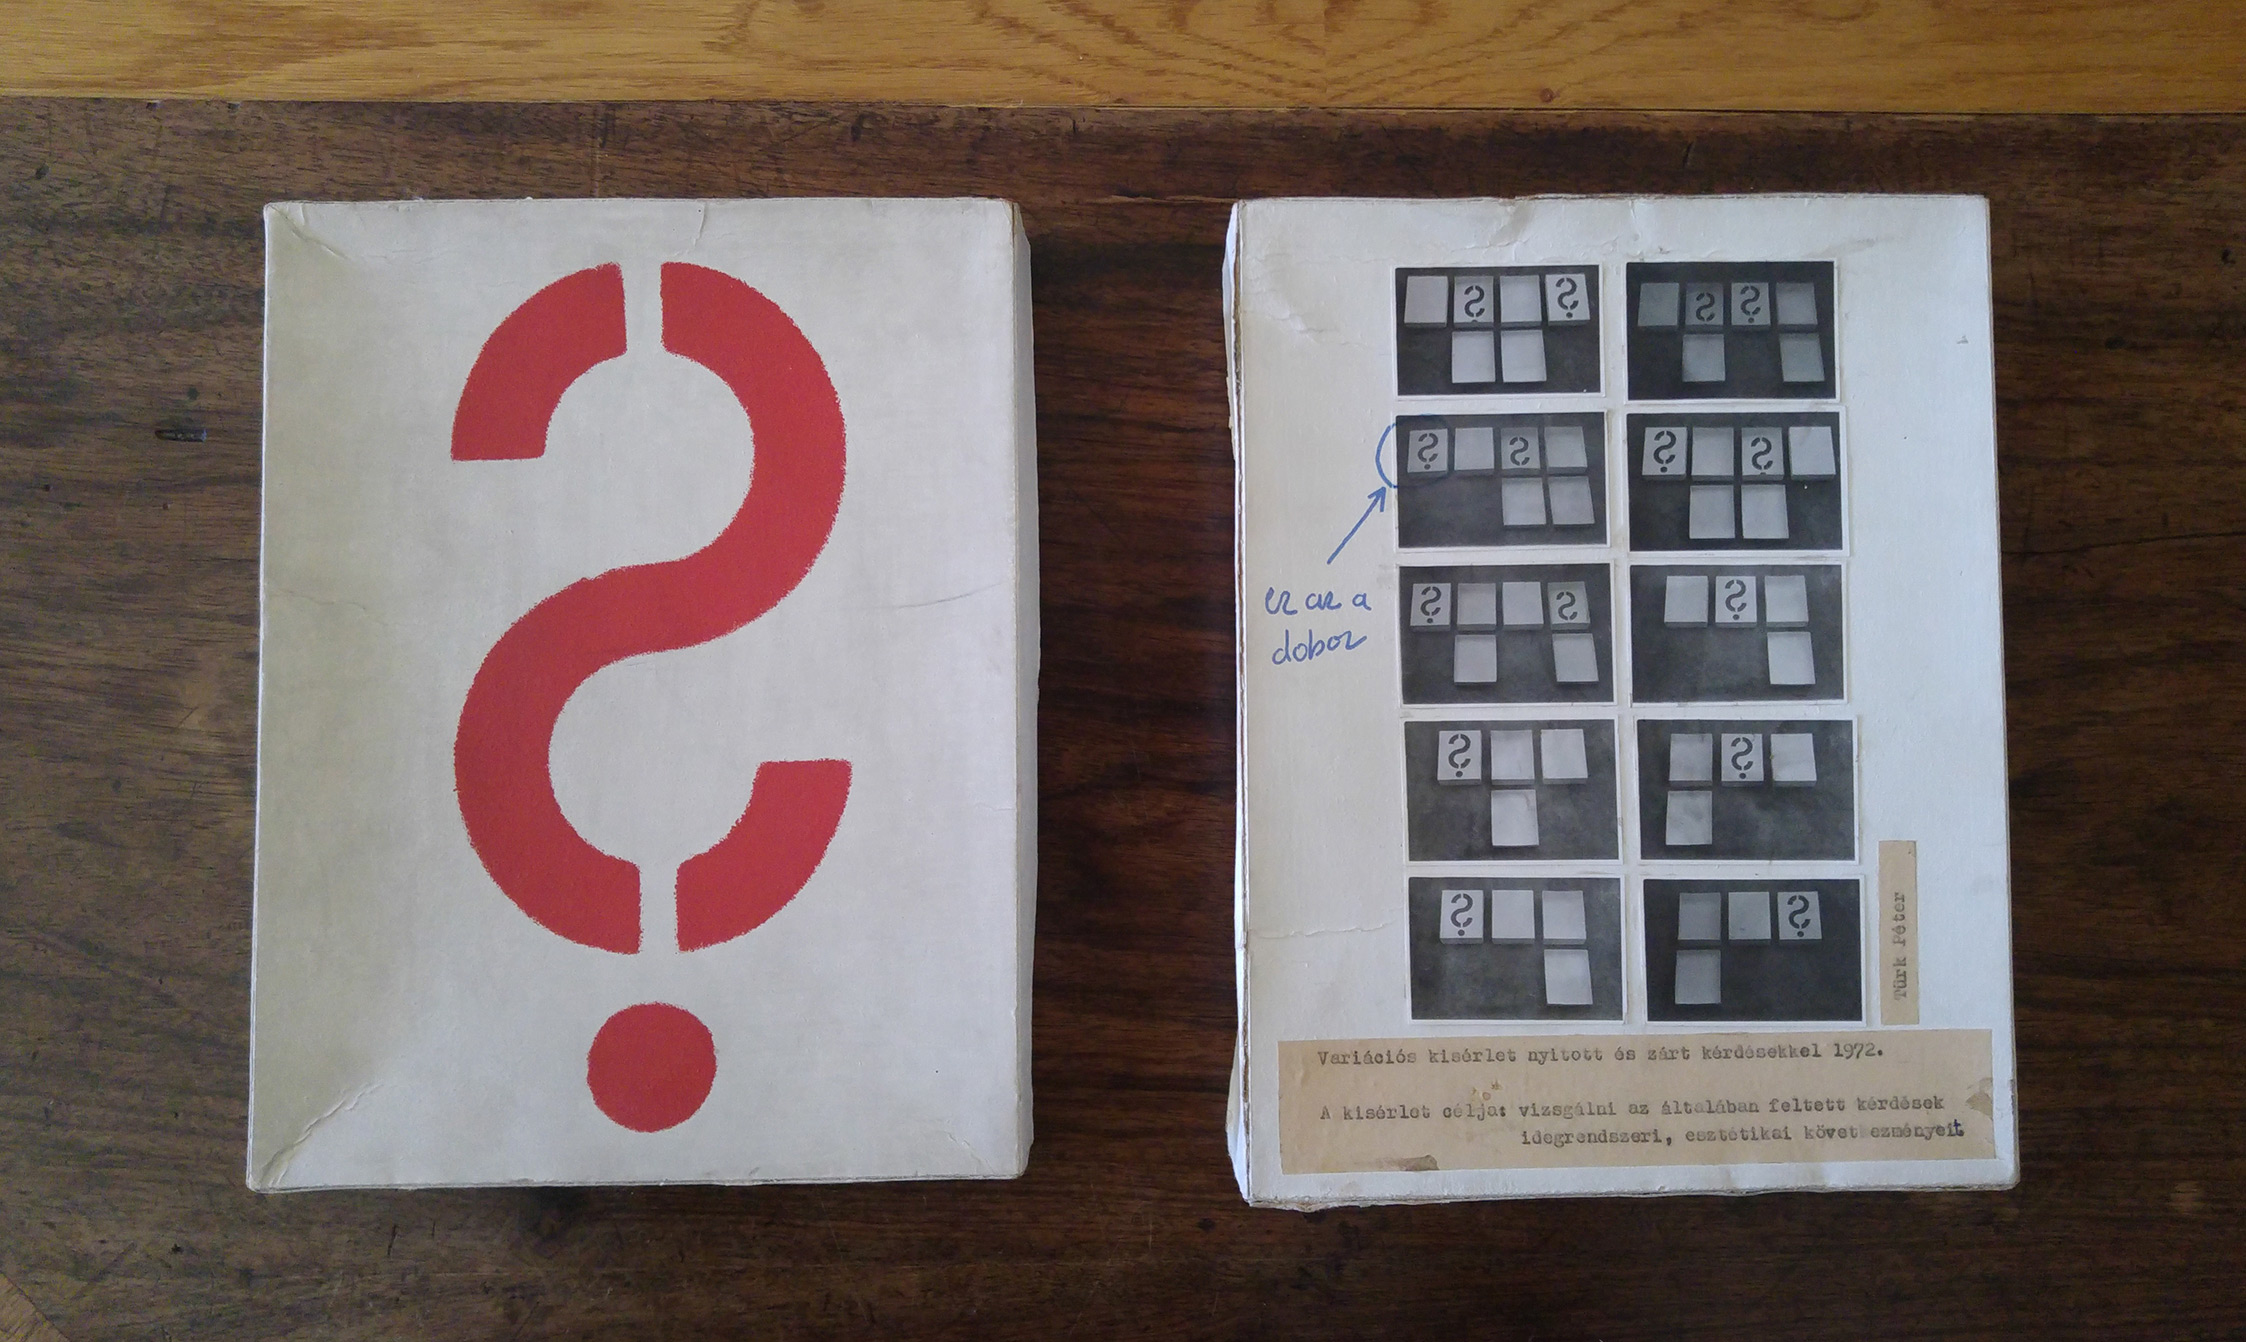 ez az a
doboz
Türk Péter
Variációs kisérlet nyitott és zárt kérdésekkel 1972.
A kisérlet célja: vizsgálni az általában feltett kérdések
idegrendszeri, esztétikai következményeit